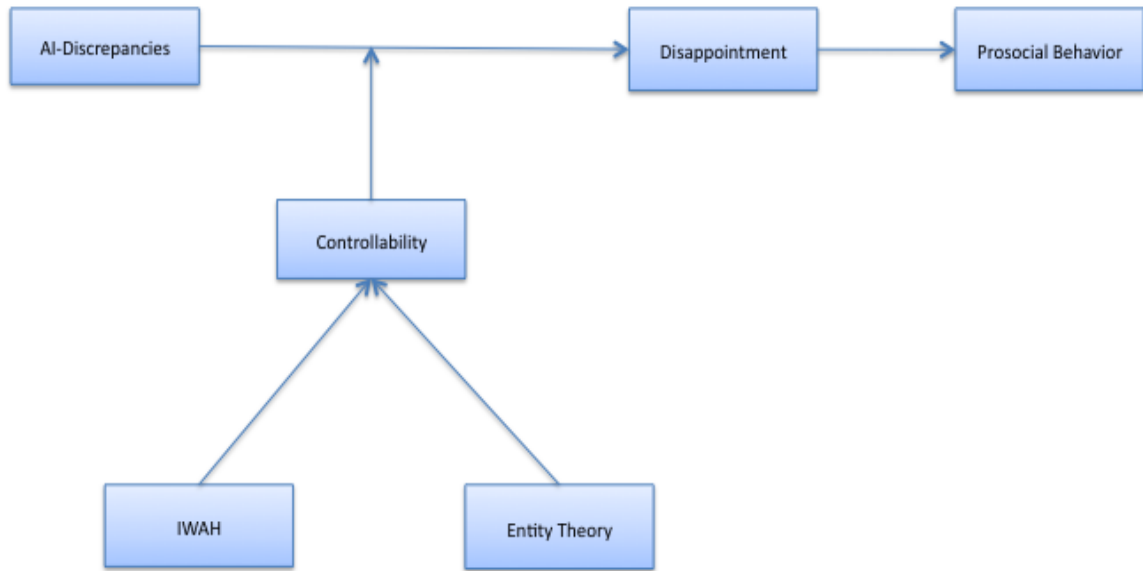 AI-Discrepancies
Disappointment
Prosocial Behavior
Controllability
IWAH
Entity Theory